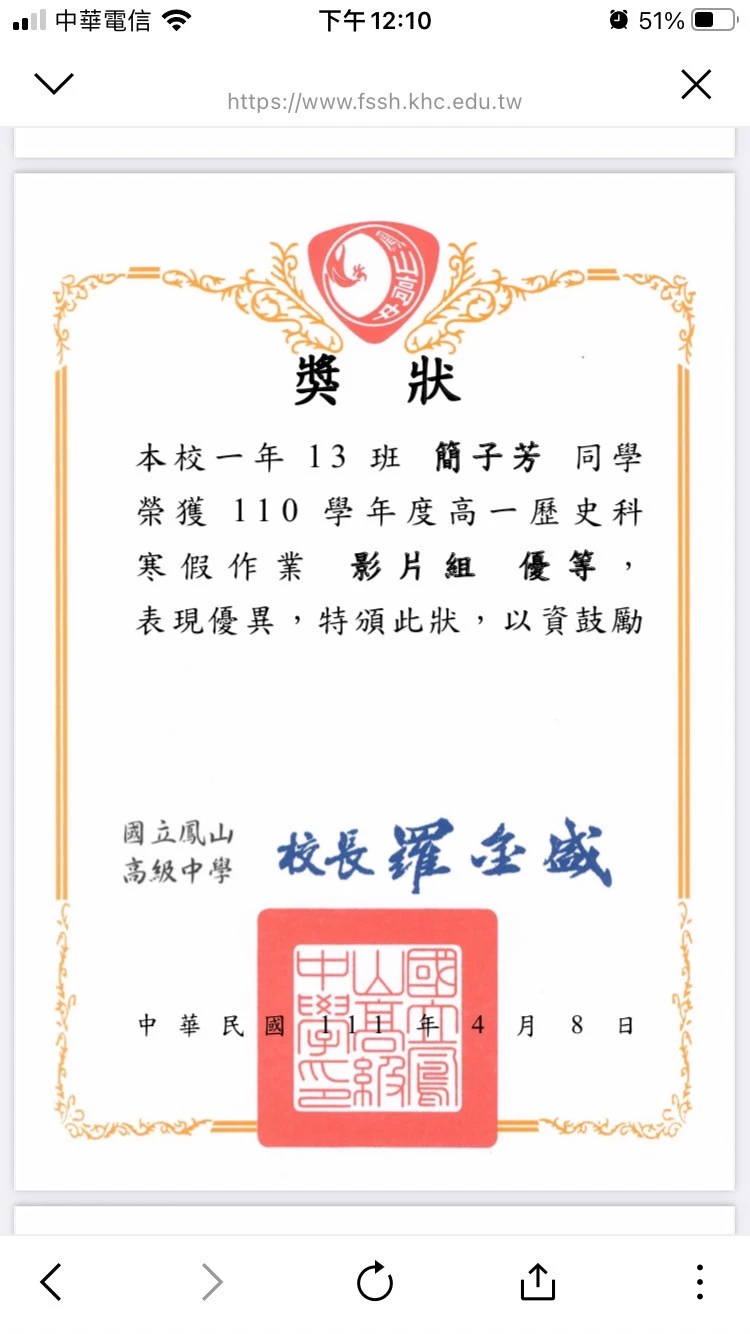 中華電信
下午12:10
51%
https://www.fssh.khc.edu.tw
鳳山高中
獎 狀
本校一年 13 班 簡子芳 同學
榮獲 110 學年度高一歷史科
寒假作業 影片組 優等，
表現優異，特頒此狀，以資鼓勵
國立鳳山
高級中學
校長 羅金盛
國立鳳
山高級
中學印
中華民國 111 年 4 月 8 日